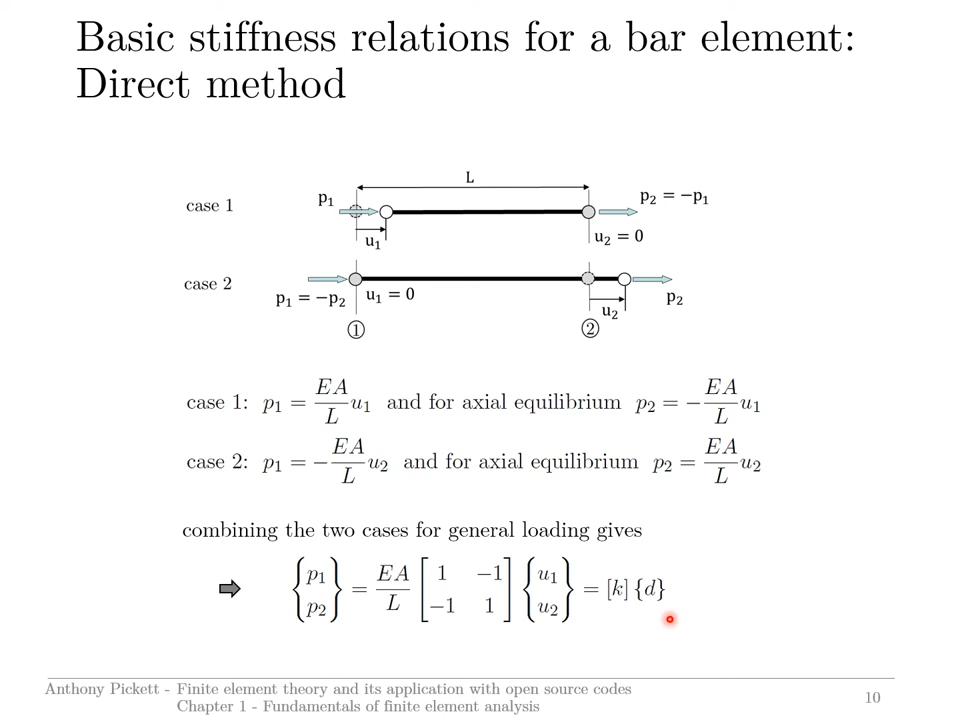 Basic stiffness relations for a bar element:
Direct method
L
case 1
p₁
p₂ = −p₁
u₁
u₂ = 0
case 2
p₁ = −p₂
u₁ = 0
u₂
p₂
①
②
case 1: p₁ = EA/L u₁ and for axial equilibrium p₂ = −EA/L u₁
case 2: p₁ = −EA/L u₂ and for axial equilibrium p₂ = EA/L u₂
combining the two cases for general loading gives
{p₁ p₂} = EA/L [1 −1 −1 1] {u₁ u₂} = [k] {d}
Anthony Pickett - Finite element theory and its application with open source codes
Chapter 1 - Fundamentals of finite element analysis
10